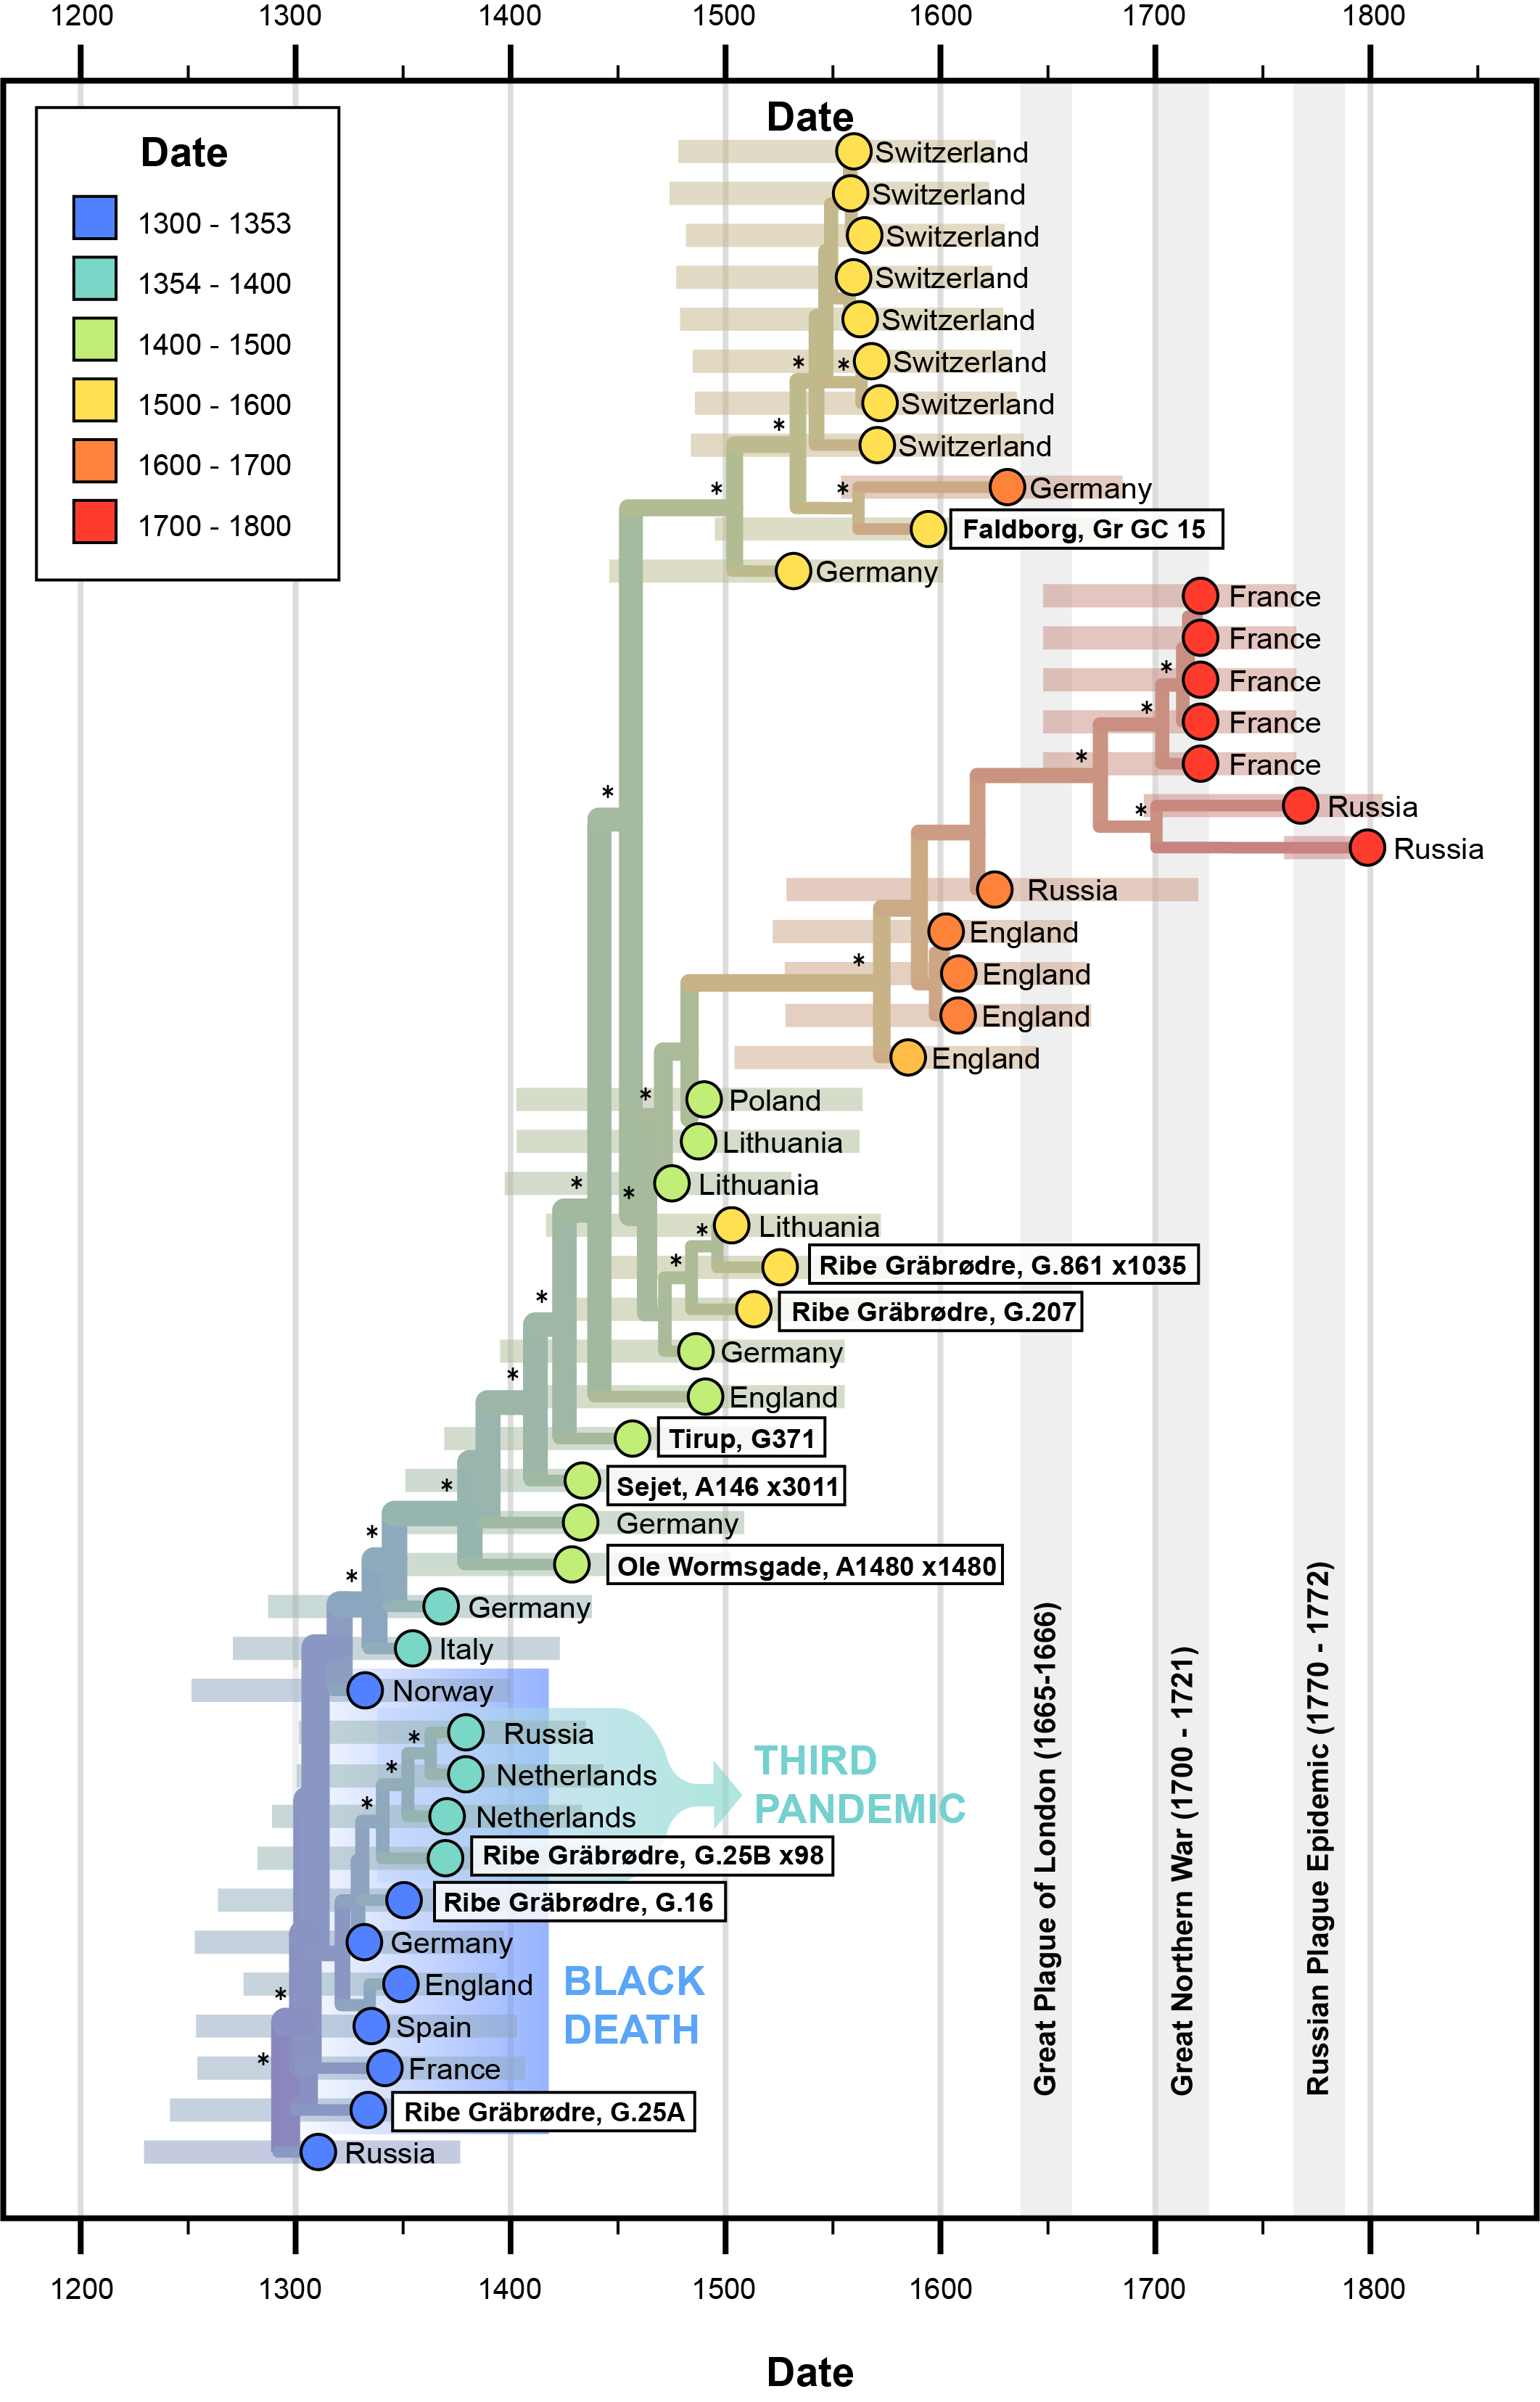 1200 1300 1400 1500 1600 1700 1800
Date
Date
1300 - 1353
1354 - 1400
1400 - 1500
1500 - 1600
1600 - 1700
1700 - 1800
Switzerland
Switzerland
Switzerland
Switzerland
Switzerland
* * Switzerland
Switzerland
*
Switzerland
* * Germany
Faldborg, Gr GC 15
Germany
France
France
* France
* France
* France
* Russia
*
Russia
Russia
England
* England
England
England
* Poland
Lithuania
* * Lithuania
* Lithuania
* Ribe Gräbrødre, G.861 x1035
* Ribe Gräbrødre, G.207
Germany
* England
Tirup, G371
* Sejet, A146 x3011
* Germany
* Ole Wormsgade, A1480 x1480
Germany
Italy
Norway
* Russia
* Netherlands
* Netherlands
Ribe Gräbrødre, G.25B x98
Ribe Gräbrødre, G.16
Germany
* England
Spain
* France
Ribe Gräbrødre, G.25A
Russia
THIRD
PANDEMIC
BLACK
DEATH
Great Plague of London (1665-1666)
Great Northern War (1700 - 1721)
Russian Plague Epidemic (1770 - 1772)
1200 1300 1400 1500 1600 1700 1800
Date